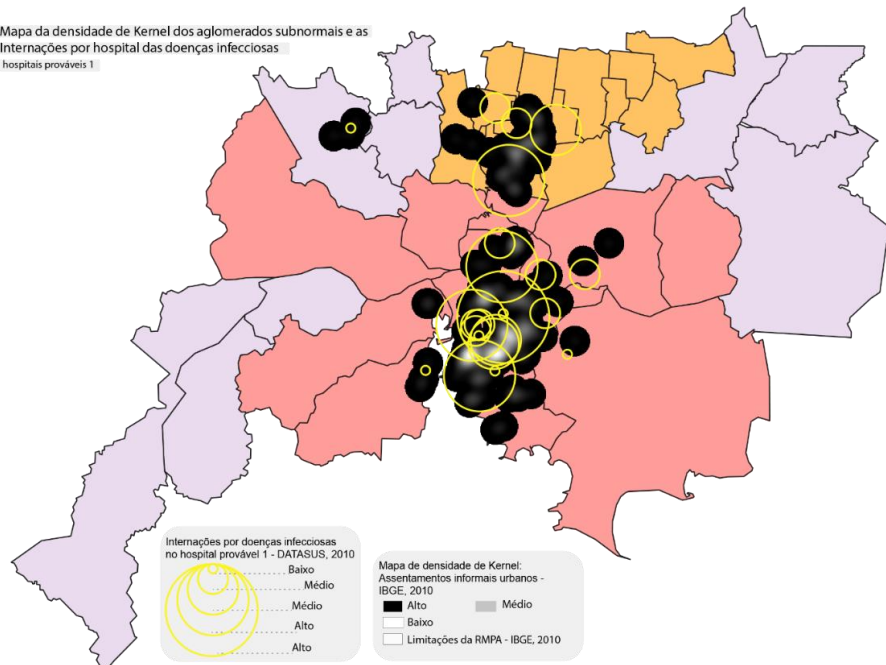 Mapa da densidade de Kernel dos aglomerados subnormais e as
Internações por hospital das doenças infecciosas
hospitais prováveis 1
Internações por doenças infecciosas
no hospital provável 1 - DATASUS, 2010
Baixo
Médio
Médio
Alto
Alto
Mapa de densidade de Kernel:
Assentamentos informais urbanos -
IBGE, 2010
Alto Médio
Baixo
Limitações da RMPA - IBGE, 2010